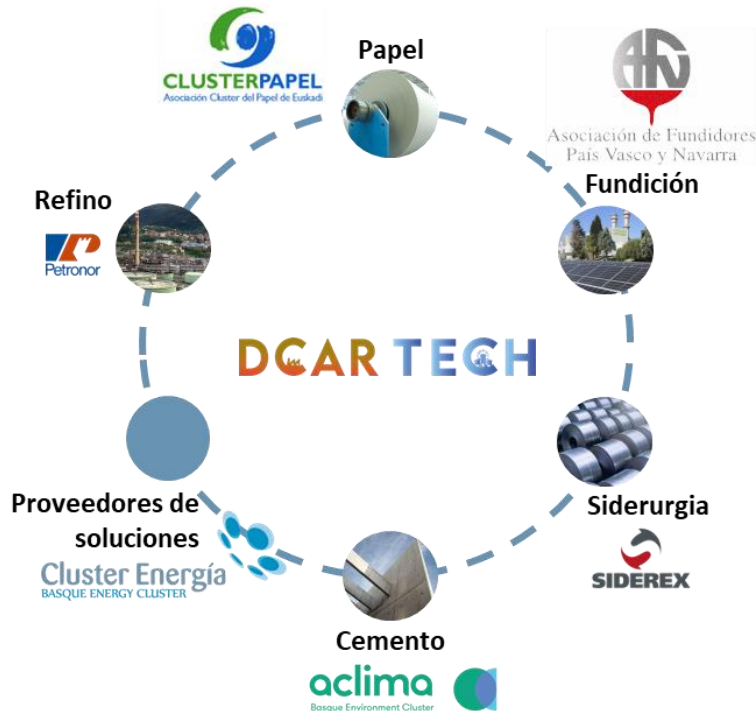 CLUSTERPAPEL
Asociación Cluster del Papel de Euskadi
Papel
AFV
Asociación de Fundidores
País Vasco y Navarra
Fundición
Refino
Petronor
DCAR TECH
Siderurgia
SIDEREX
Proveedores de
soluciones
Cluster Energía
BASQUE ENERGY CLUSTER
Cemento
aclima
Basque Environment Cluster